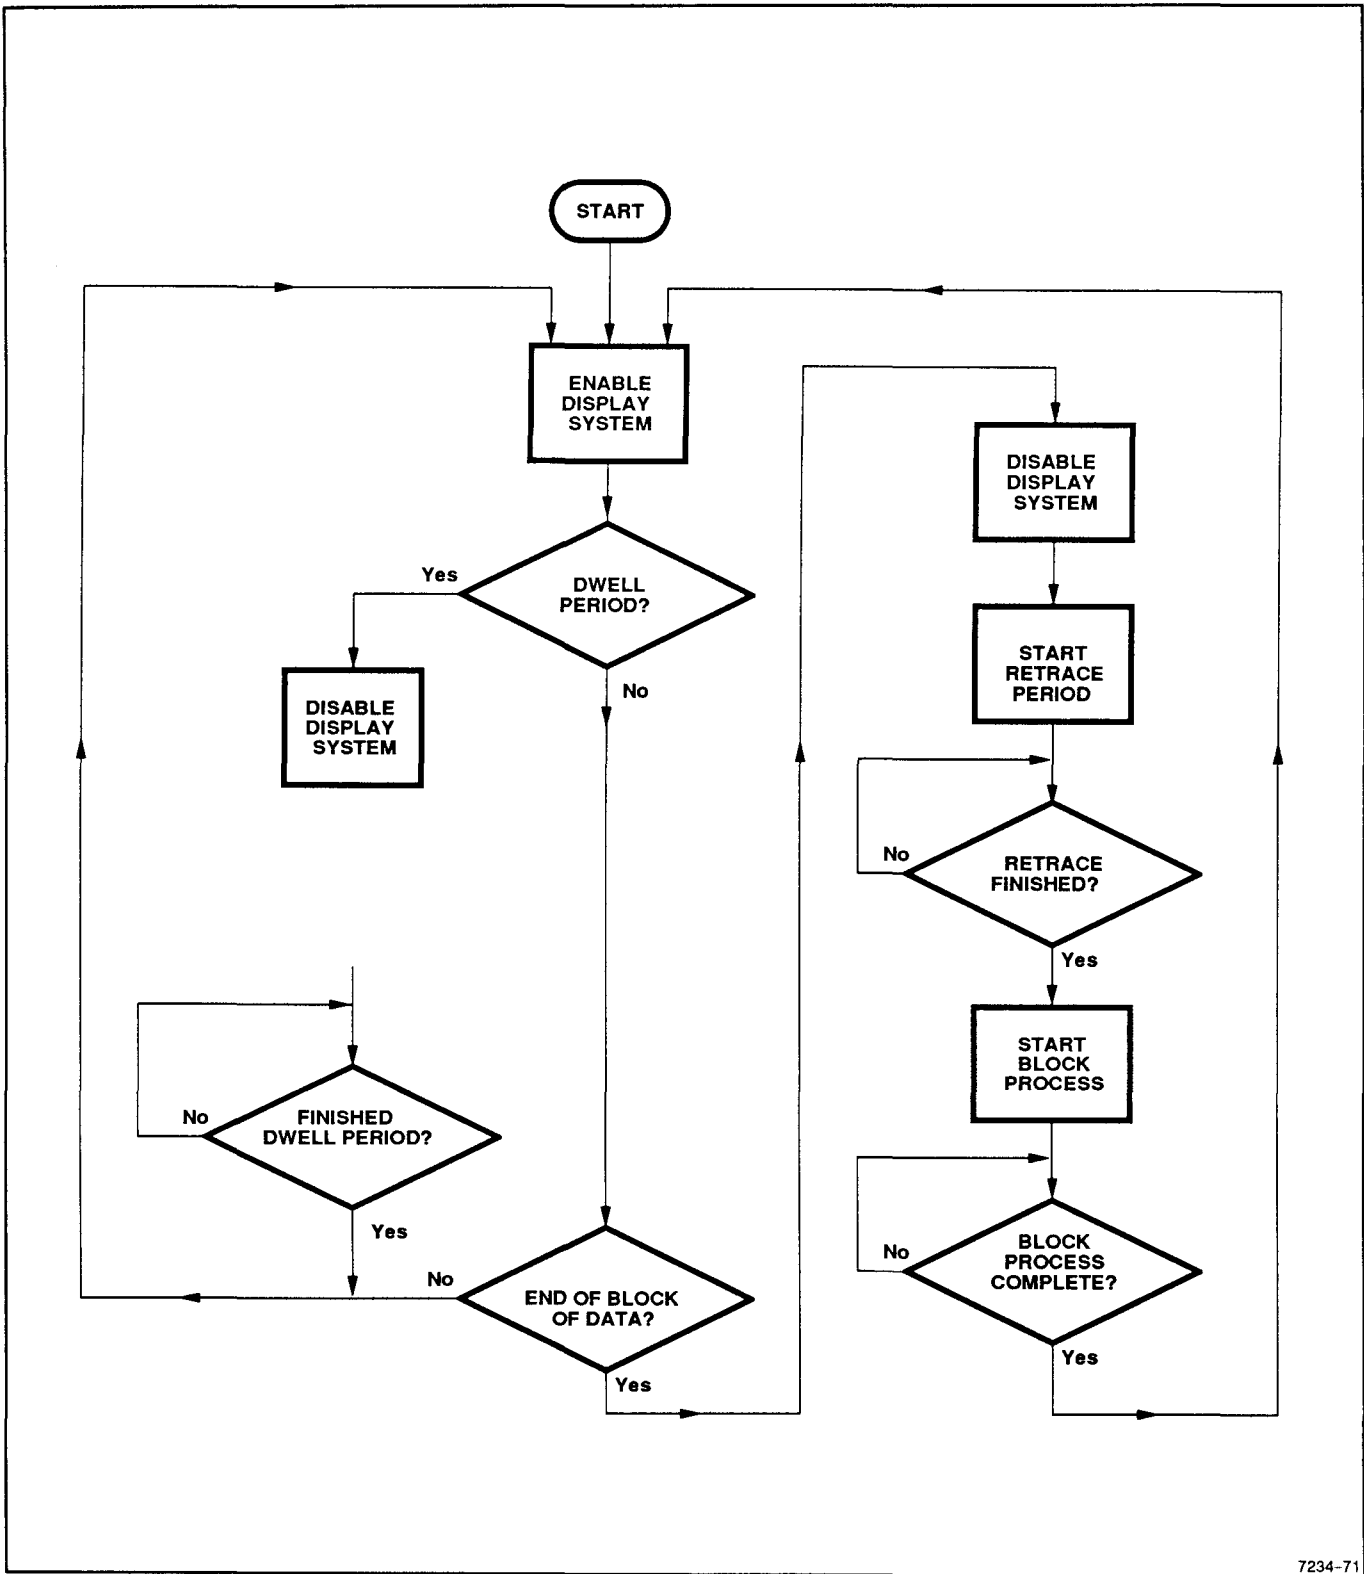 START
ENABLE
DISPLAY
SYSTEM
DWELL
PERIOD?
Yes
No
DISABLE
DISPLAY
SYSTEM
FINISHED
DWELL PERIOD?
No
Yes
END OF BLOCK
OF DATA?
No
Yes
DISABLE
DISPLAY
SYSTEM
START
RETRACE
PERIOD
RETRACE
FINISHED?
No
Yes
START
BLOCK
PROCESS
BLOCK
PROCESS
COMPLETE?
No
Yes
7234-71